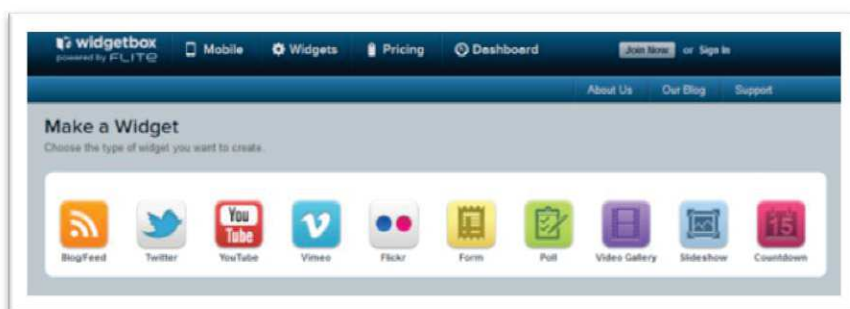 widgetbox Mobile Widgets Pricing Dashboard Join Now or Sign In
powered by FLITE
About Us Our Blog Support
Make a Widget
Choose the type of widget you want to create.
You
Tube
15
Blog/Feed Twitter YouTube Vimeo Flickr Form Poll Video Gallery Slideshow Countdown